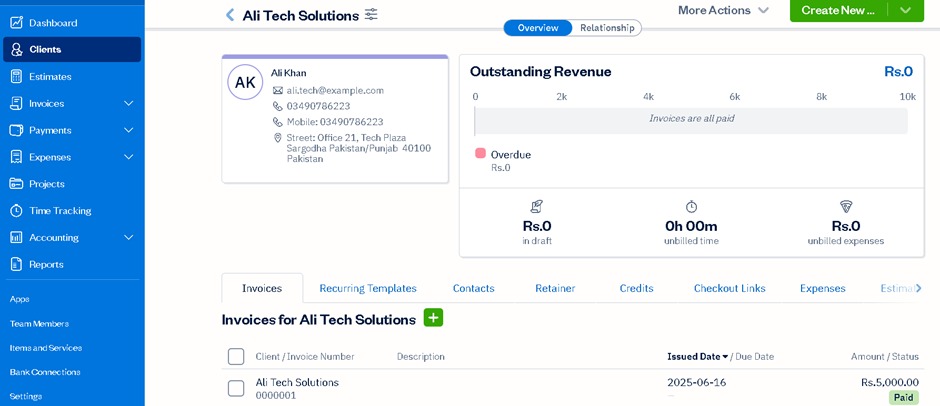 Dashboard
Clients
Estimates
Invoices
Payments
Expenses
Projects
Time Tracking
Accounting
Reports
Apps
Team Members
Items and Services
Bank Connections
Settings
Ali Tech Solutions
More Actions
Create New ...
Overview
Relationship
AK
Ali Khan
ali.tech@example.com
03490786223
Mobile: 03490786223
Street: Office 21, Tech Plaza
Sargodha Pakistan/Punjab 40100
Pakistan
Outstanding Revenue Rs.0
0 2k 4k 6k 8k 10k
Invoices are all paid
Overdue
Rs.0
Rs.0 0h 00m Rs.0
in draft unbilled time unbilled expenses
Invoices Recurring Templates Contacts Retainer Credits Checkout Links Expenses Estimat
Invoices for Ali Tech Solutions
Client / Invoice Number Description Issued Date / Due Date Amount / Status
Ali Tech Solutions 2025-06-16 Rs.5,000.00
0000001 — Paid